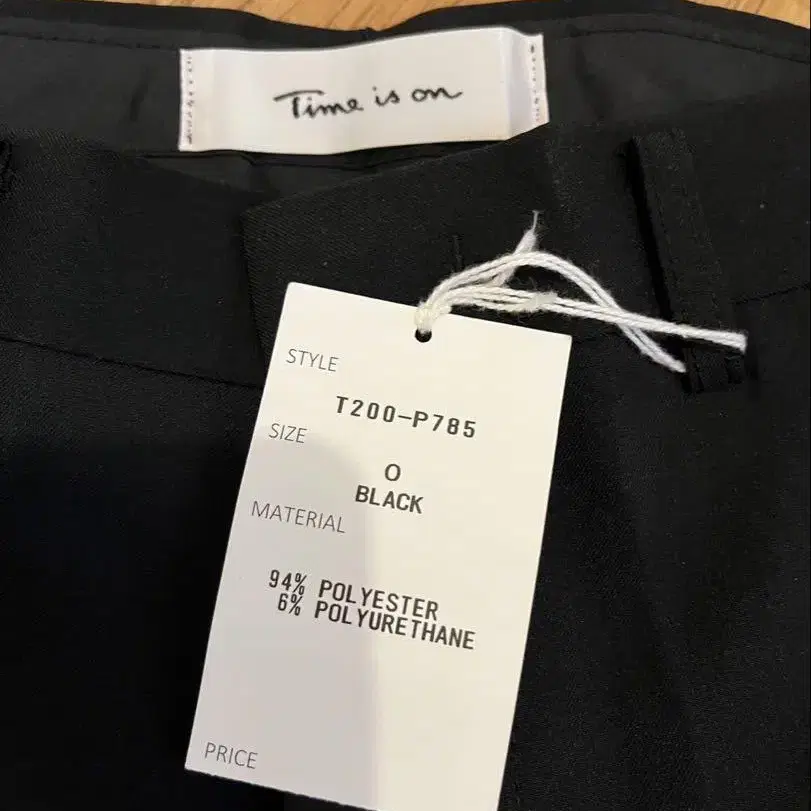 Time is on
STYLE
T200-P785
SIZE
0
BLACK
MATERIAL
94% POLYESTER
6% POLYURETHANE
PRICE